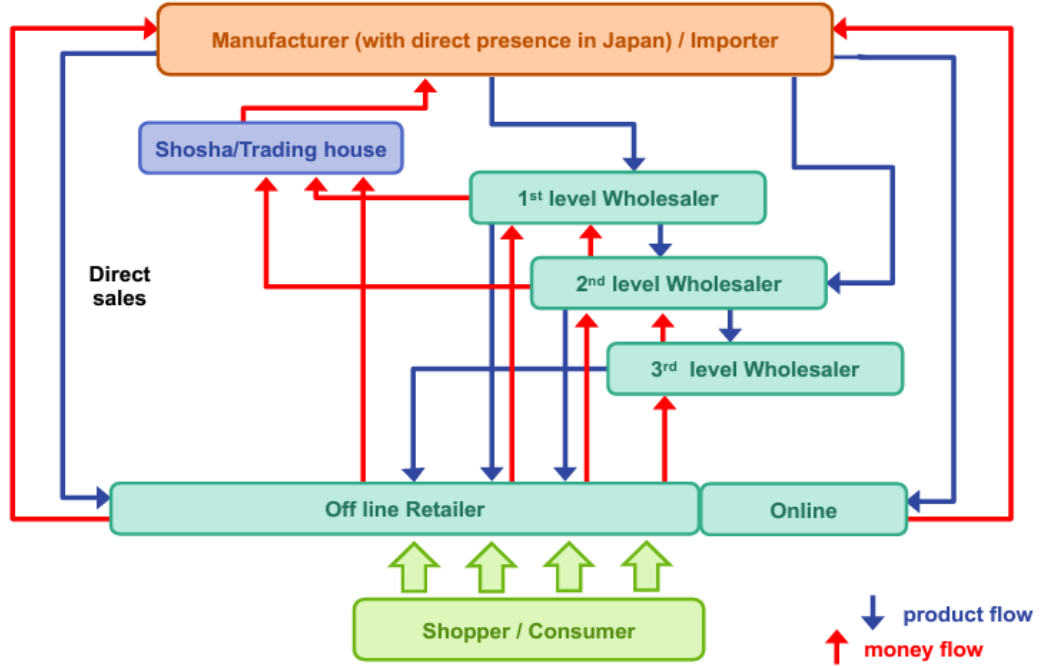 Manufacturer (with direct presence in Japan) / Importer
Shosha/Trading house
1st level Wholesaler
2nd level Wholesaler
Direct
sales
3rd level Wholesaler
Off line Retailer
Online
Shopper / Consumer
product flow
money flow